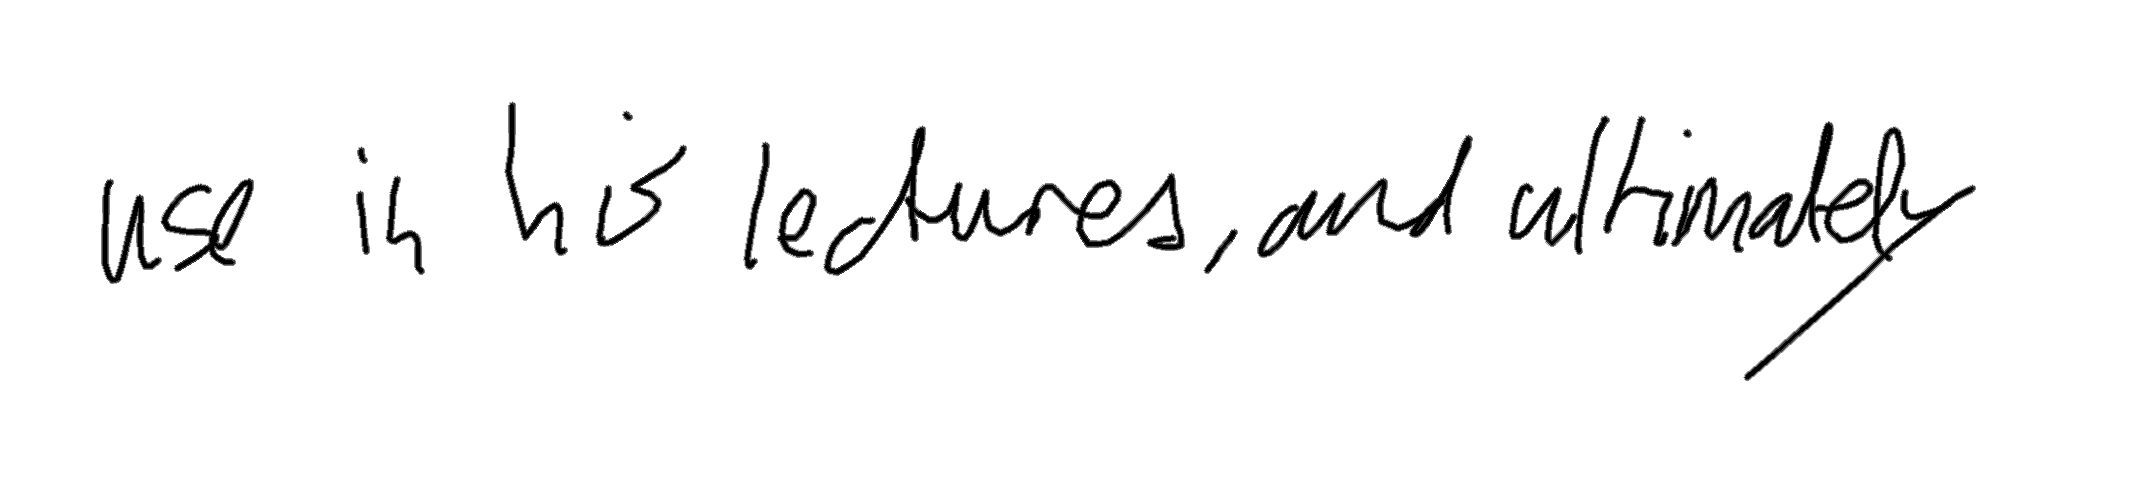 use in his lectures, and ultimately